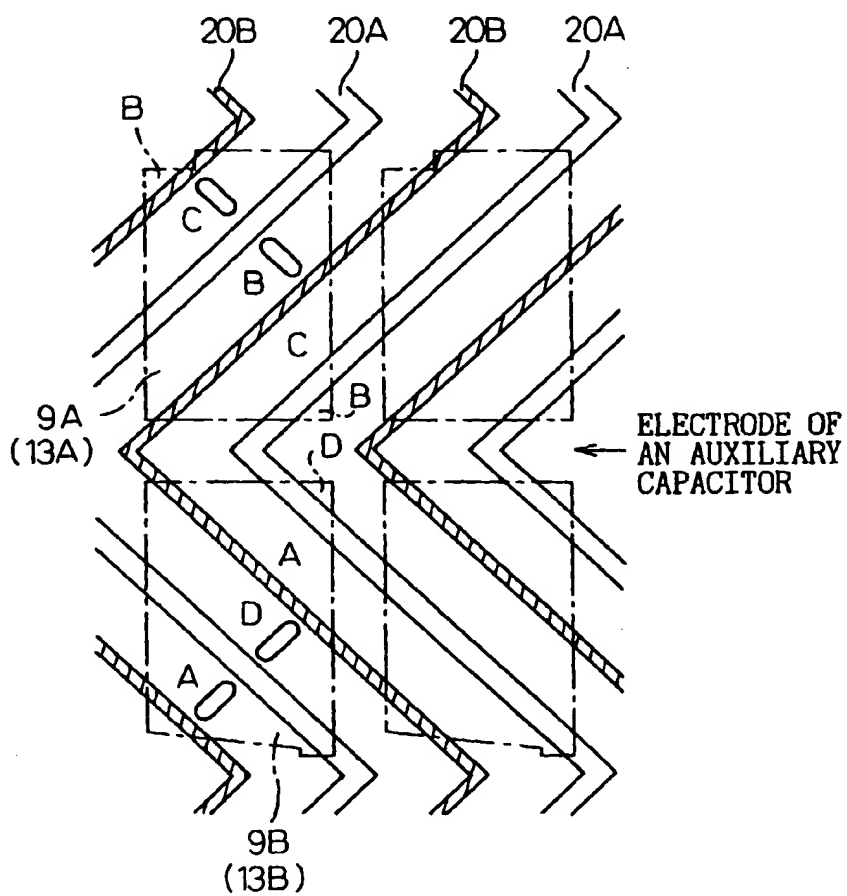 20B 20A 20B 20A
B
C
B
C
9A
(13A)
B
D
ELECTRODE OF
AN AUXILIARY
CAPACITOR
A
D
A
9B
(13B)